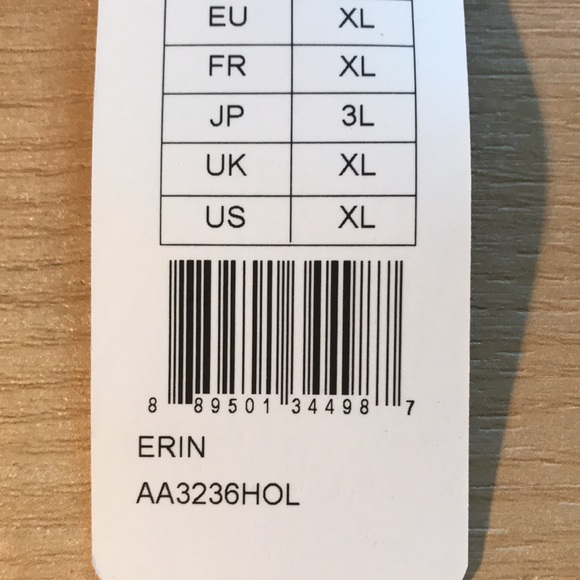 EU XL
FR XL
JP 3L
UK XL
US XL
8 89501 34498 7
ERIN
AA3236HOL